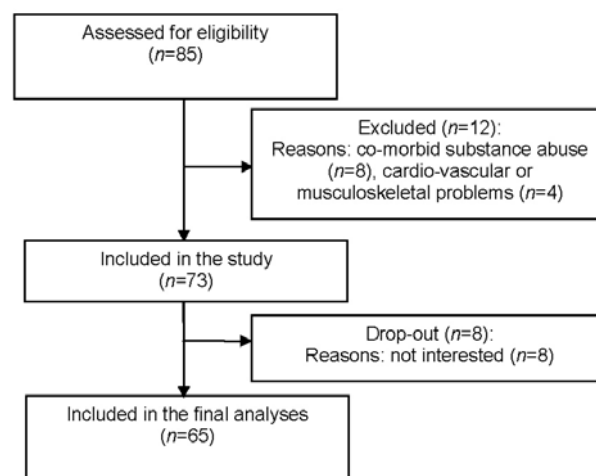 Assessed for eligibility
(n=85)
Excluded (n=12):
Reasons: co-morbid substance abuse
(n=8), cardio-vascular or
musculoskeletal problems (n=4)
Included in the study
(n=73)
Drop-out (n=8):
Reasons: not interested (n=8)
Included in the final analyses
(n=65)